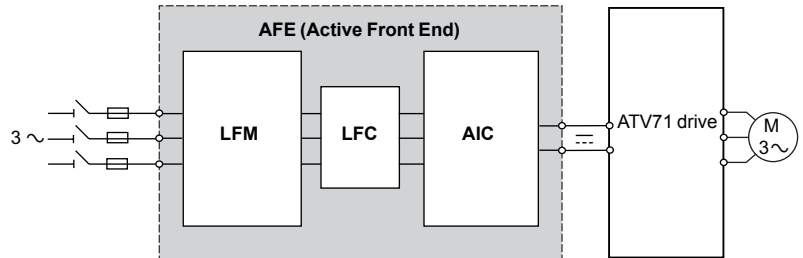 AFE (Active Front End)
LFM
LFC
AIC
ATV71 drive
3 ~
M
3~